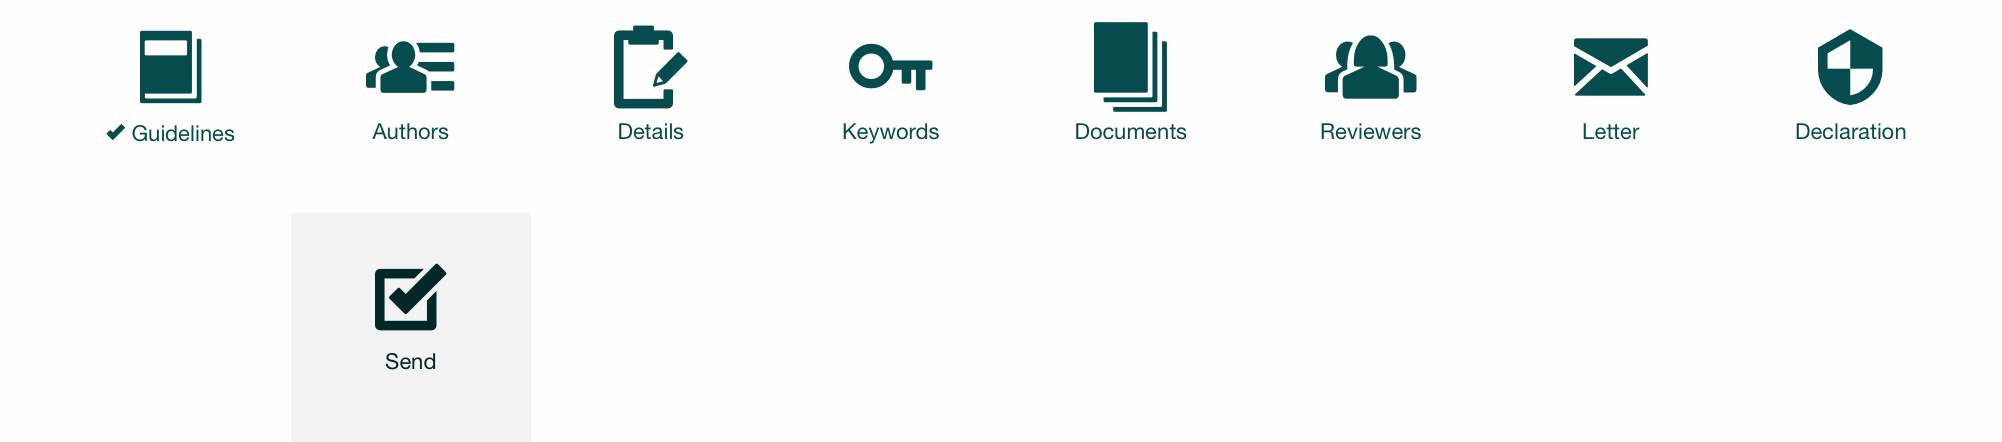 ✔ Guidelines
Authors
Details
Keywords
Documents
Reviewers
Letter
Declaration
Send